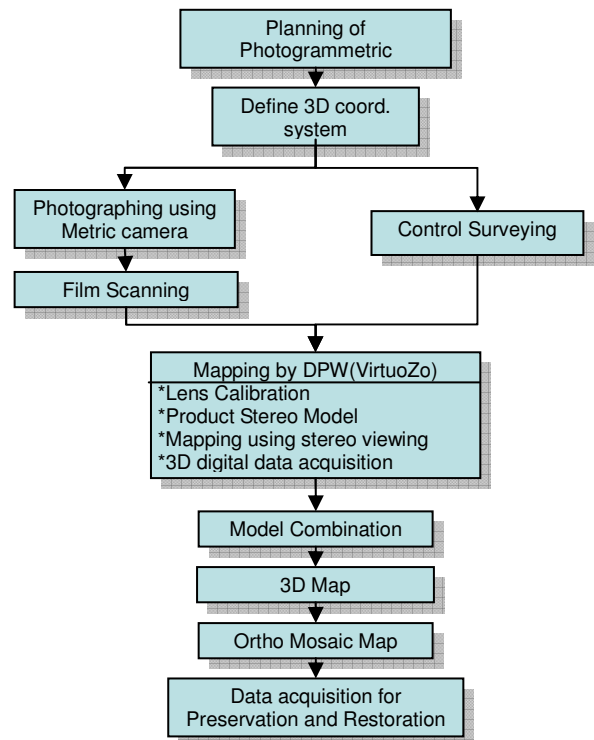 Planning of
Photogrammetric
Define 3D coord.
system
Photographing using
Metric camera
Control Surveying
Film Scanning
Mapping by DPW(VirtuoZo)
*Lens Calibration
*Product Stereo Model
*Mapping using stereo viewing
*3D digital data acquisition
Model Combination
3D Map
Ortho Mosaic Map
Data acquisition for
Preservation and Restoration